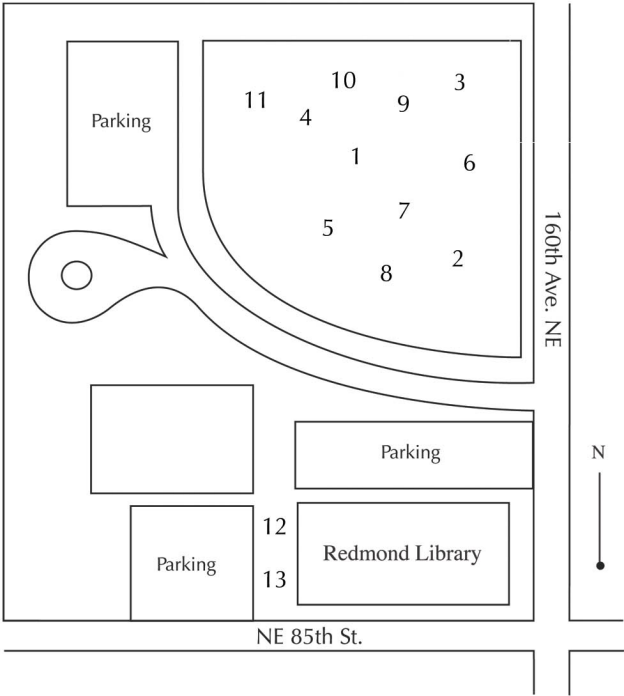 10
3
11
9
4
Parking
1
6
7
5
2
8
160th Ave. NE
Parking
N
12
Redmond Library
Parking
13
NE 85th St.